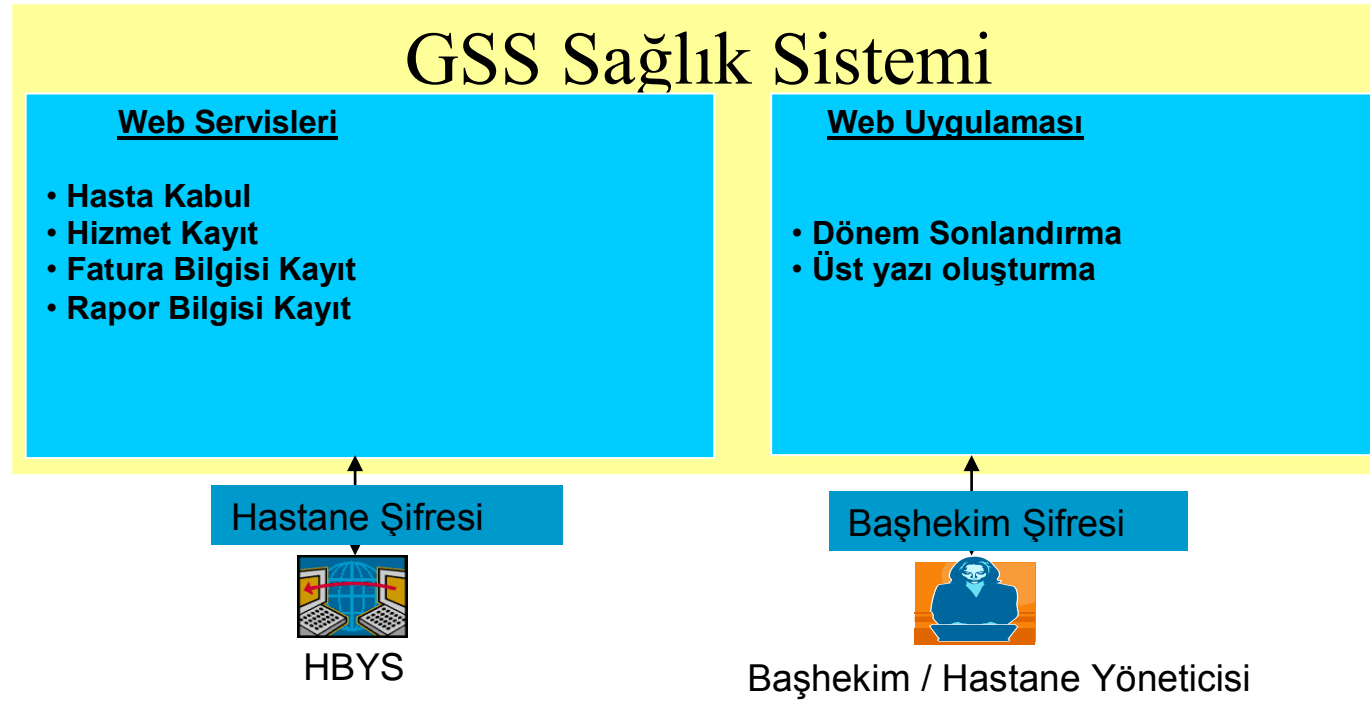 GSS Sağlık Sistemi
Web Servisleri
• Hasta Kabul
• Hizmet Kayıt
• Fatura Bilgisi Kayıt
• Rapor Bilgisi Kayıt
Web Uygulaması
• Dönem Sonlandırma
• Üst yazı oluşturma
Hastane Şifresi
Başhekim Şifresi
HBYS
Başhekim / Hastane Yöneticisi